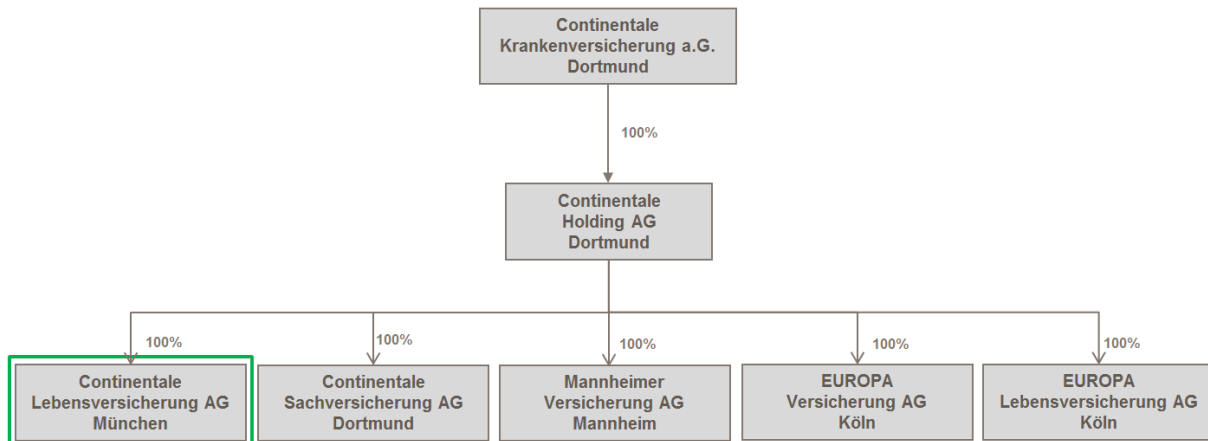 Continentale
Krankenversicherung a.G.
Dortmund
100%
Continentale
Holding AG
Dortmund
100%
100%
100%
100%
100%
Continentale
Lebensversicherung AG
München
Continentale
Sachversicherung AG
Dortmund
Mannheimer
Versicherung AG
Mannheim
EUROPA
Versicherung AG
Köln
EUROPA
Lebensversicherung AG
Köln